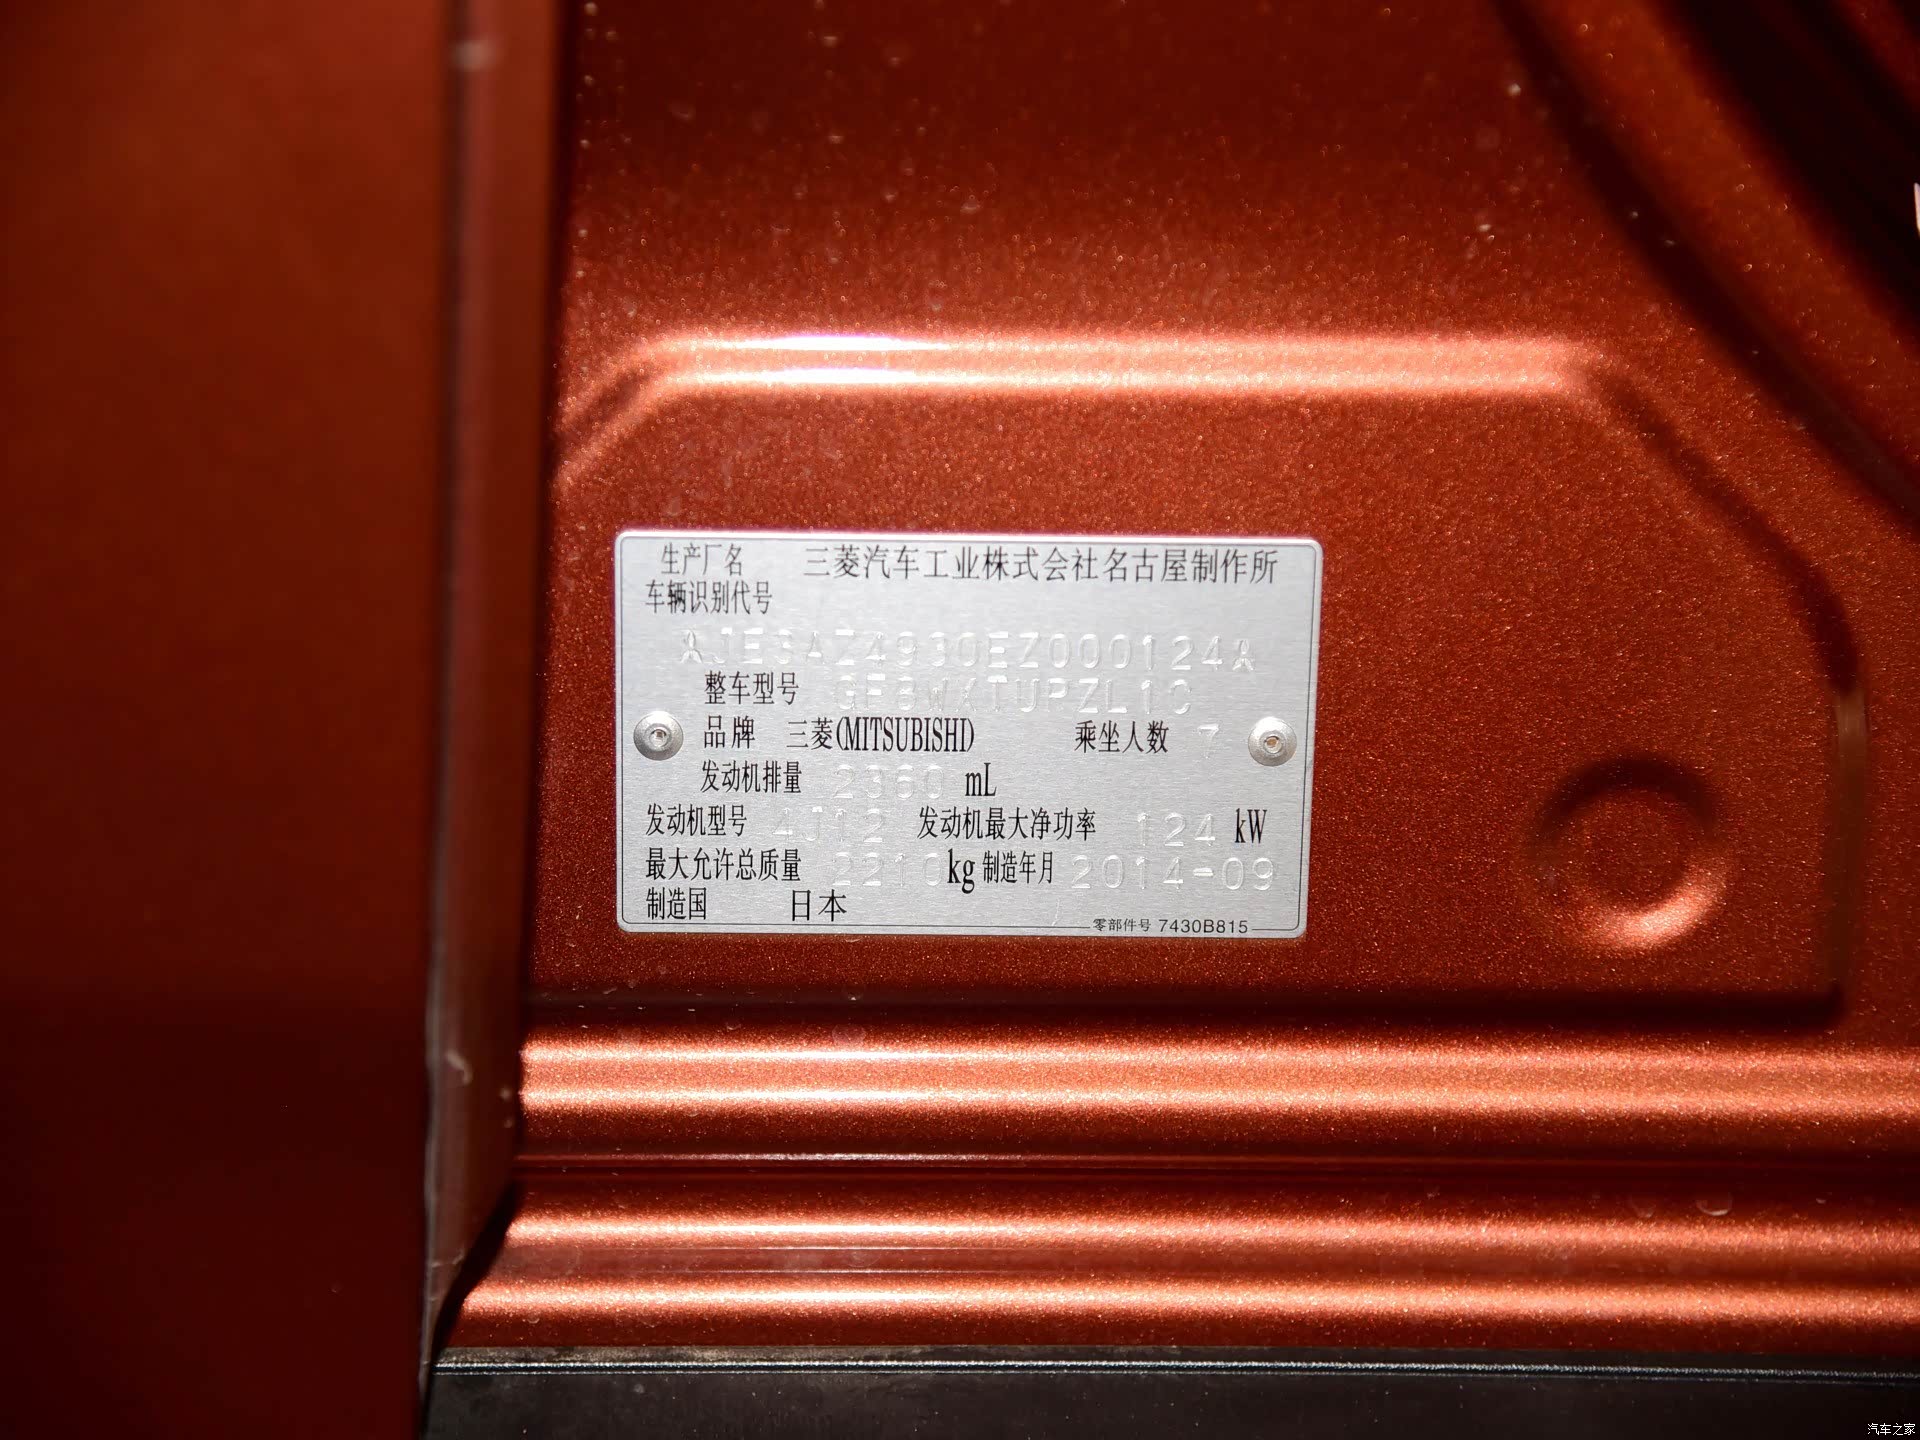 生产厂名 三菱汽车工业株式会社名古屋制作所
车辆识别代号
JE3AZ4930EZ000124
整车型号 GF8WXTUPZL1C
品牌 三菱(MITSUBISHI) 乘坐人数 7
发动机排量 2360 mL
发动机型号 4J12 发动机最大净功率 124 kW
最大允许总质量 2210 kg 制造年月 2014-09
制造国 日本
零部件号 7430B815
汽车之家